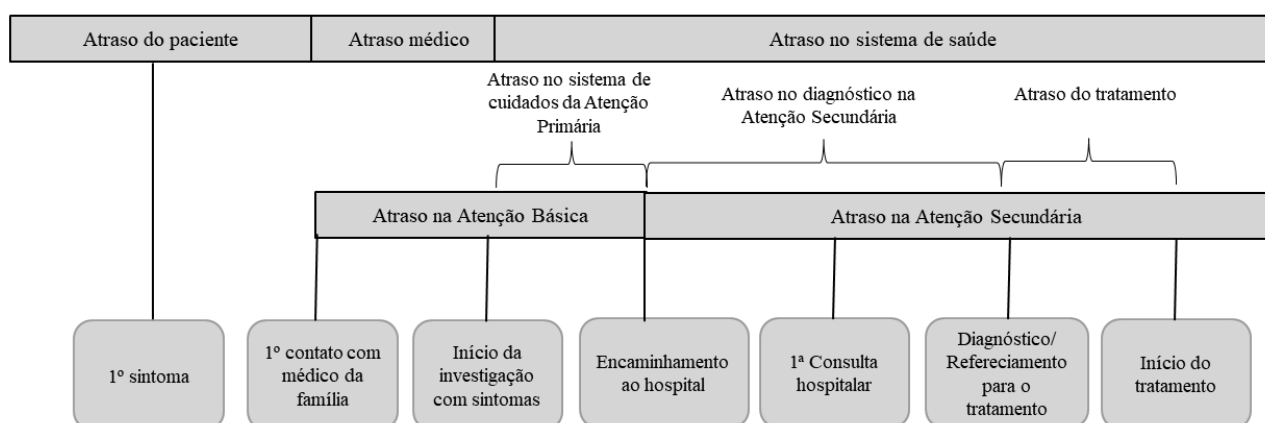 Atraso do paciente
Atraso médico
Atraso no sistema de saúde
Atraso no sistema de
cuidados da Atenção
Primária
Atraso no diagnóstico na
Atenção Secundária
Atraso do tratamento
Atraso na Atenção Básica
Atraso na Atenção Secundária
1º sintoma
1º contato com
médico da
família
Início da
investigação
com sintomas
Encaminhamento
ao hospital
1ª Consulta
hospitalar
Diagnóstico/
Refereciamento
para o
tratamento
Início do
tratamento